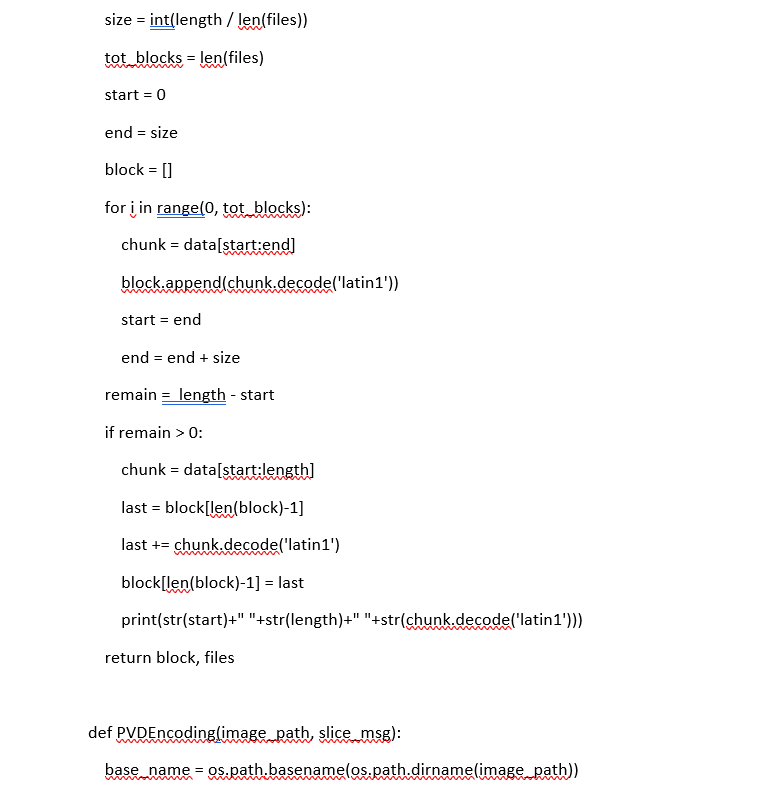 size = int(length / len(files))
tot_blocks = len(files)
start = 0
end = size
block = []
for i in range(0, tot_blocks):
chunk = data[start:end]
block.append(chunk.decode('latin1'))
start = end
end = end + size
remain =  length - start
if remain > 0:
chunk = data[start:length]
last = block[len(block)-1]
last += chunk.decode('latin1')
block[len(block)-1] = last
print(str(start)+" "+str(length)+" "+str(chunk.decode('latin1')))
return block, files
def PVDEncoding(image_path, slice_msg):
base_name = os.path.basename(os.path.dirname(image_path))